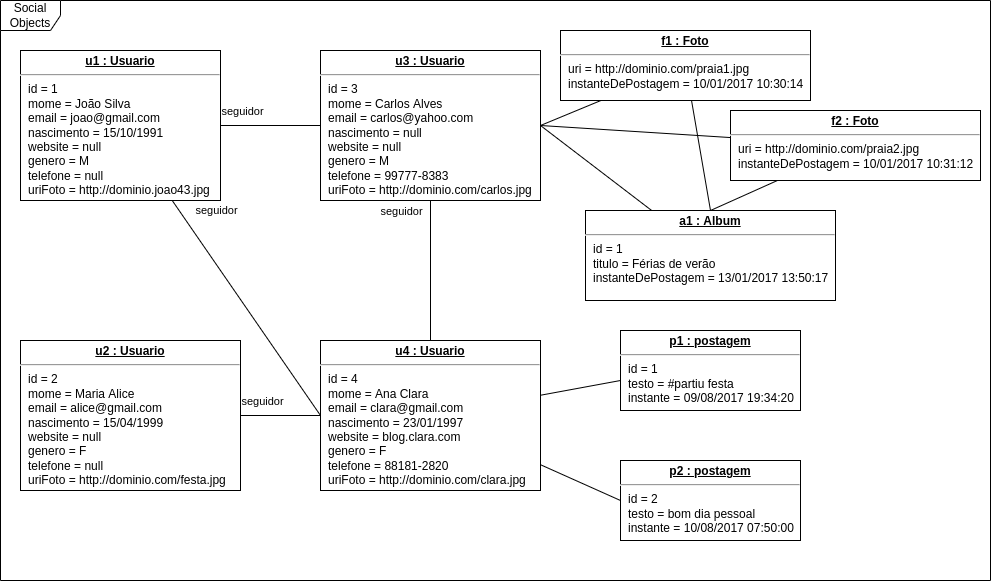 Social
Objects
u1 : Usuario
id = 1
mome = João Silva
email = joao@gmail.com
nascimento = 15/10/1991
website = null
genero = M
telefone = null
uriFoto = http://dominio.joao43.jpg
seguidor
seguidor
u3 : Usuario
id = 3
mome = Carlos Alves
email = carlos@yahoo.com
nascimento = null
website = null
genero = M
telefone = 99777-8383
uriFoto = http://dominio.com/carlos.jpg
seguidor
f1 : Foto
uri = http://dominio.com/praia1.jpg
instanteDePostagem = 10/01/2017 10:30:14
f2 : Foto
uri = http://dominio.com/praia2.jpg
instanteDePostagem = 10/01/2017 10:31:12
a1 : Album
id = 1
titulo = Férias de verão
instanteDePostagem = 13/01/2017 13:50:17
u2 : Usuario
id = 2
mome = Maria Alice
email = alice@gmail.com
nascimento = 15/04/1999
website = null
genero = F
telefone = null
uriFoto = http://dominio.com/festa.jpg
seguidor
u4 : Usuario
id = 4
mome = Ana Clara
email = clara@gmail.com
nascimento = 23/01/1997
website = blog.clara.com
genero = F
telefone = 88181-2820
uriFoto = http://dominio.com/clara.jpg
p1 : postagem
id = 1
testo = #partiu festa
instante = 09/08/2017 19:34:20
p2 : postagem
id = 2
testo = bom dia pessoal
instante = 10/08/2017 07:50:00